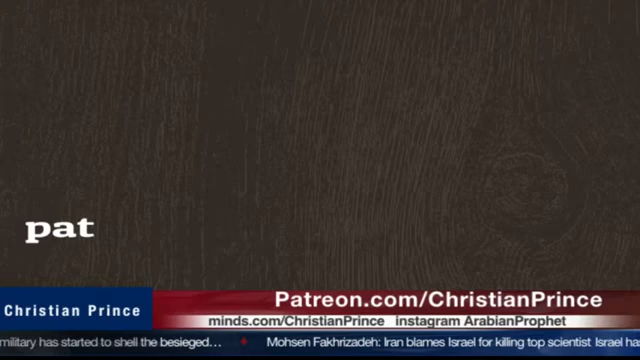 pat
Christian Prince
Patreon.com/ChristianPrince
minds.com/ChristianPrince instagram ArabianProphet
military has started to shell the besieged… Mohsen Fakhrizadeh: Iran blames Israel for killing top scientist Israel ha